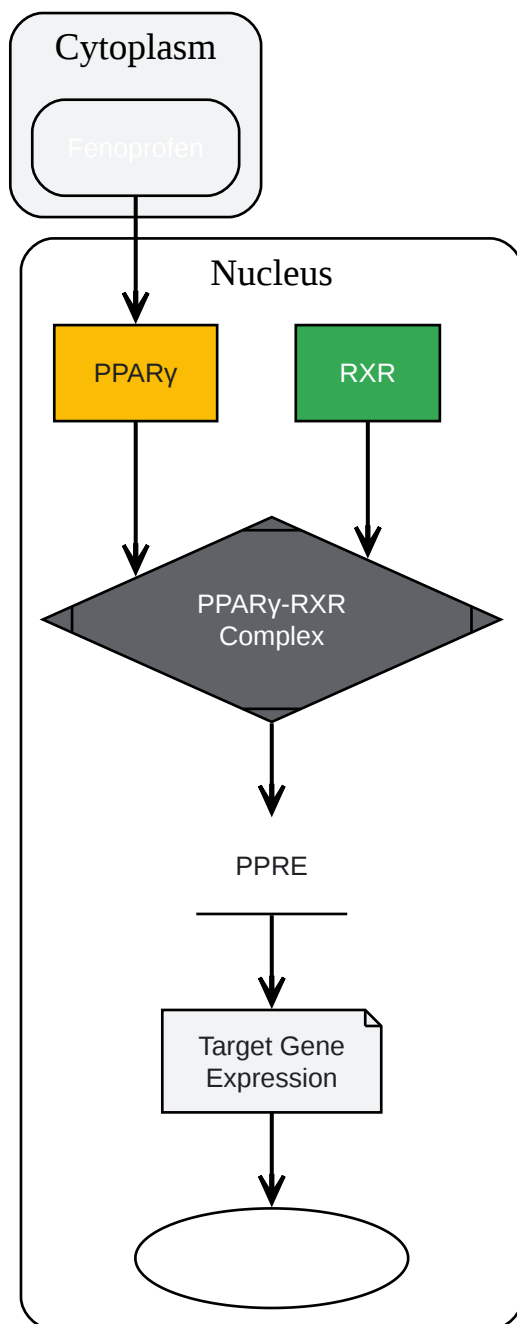 Cytoplasm
Fenoprofen
Nucleus
PPARγ
RXR
PPARγ-RXR
Complex
PPRE
Target Gene
Expression